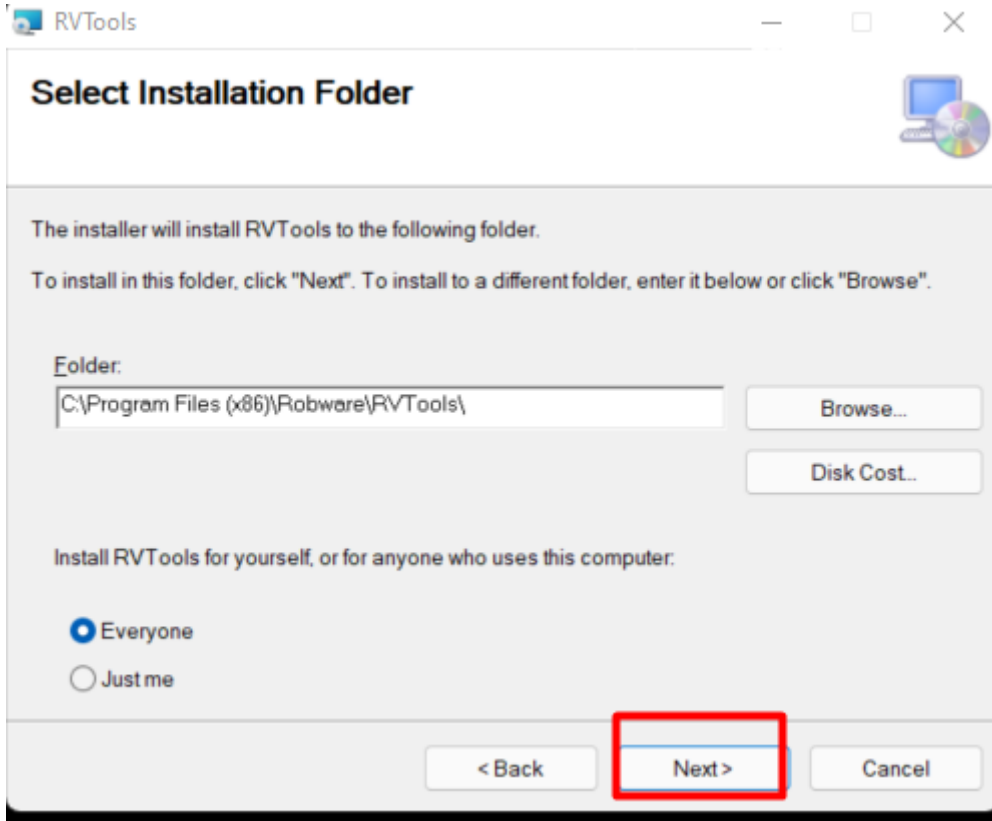 RVTools
Select Installation Folder
The installer will install RVTools to the following folder.
To install in this folder, click "Next". To install to a different folder, enter it below or click "Browse".
Folder:
C:\Program Files (x86)\Robware\RVTools\
Browse...
Disk Cost...
Install RVTools for yourself, or for anyone who uses this computer:
Everyone
Just me
< Back
Next >
Cancel